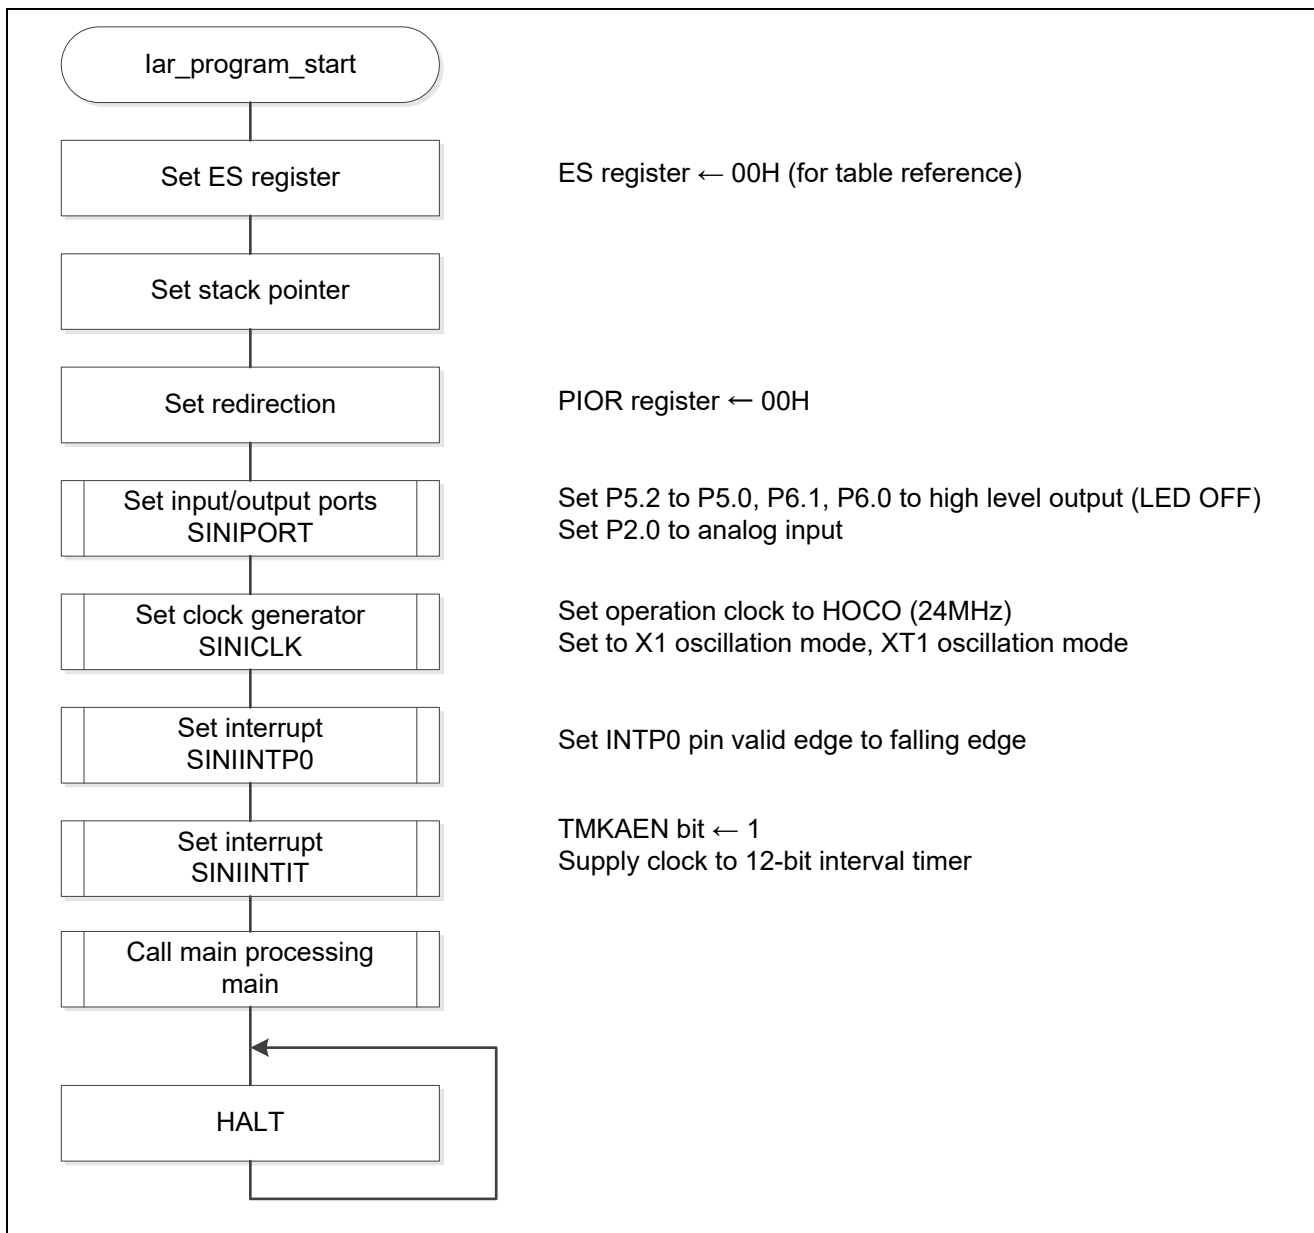 Iar_program_start
Set ES register
ES register ← 00H (for table reference)
Set stack pointer
Set redirection
PIOR register ← 00H
Set input/output ports
SINIPORT
Set P5.2 to P5.0, P6.1, P6.0 to high level output (LED OFF)
Set P2.0 to analog input
Set clock generator
SINICLK
Set operation clock to HOCO (24MHz)
Set to X1 oscillation mode, XT1 oscillation mode
Set interrupt
SINIINTP0
Set INTP0 pin valid edge to falling edge
Set interrupt
SINIINTIT
TMKAEN bit ← 1
Supply clock to 12-bit interval timer
Call main processing
main
HALT